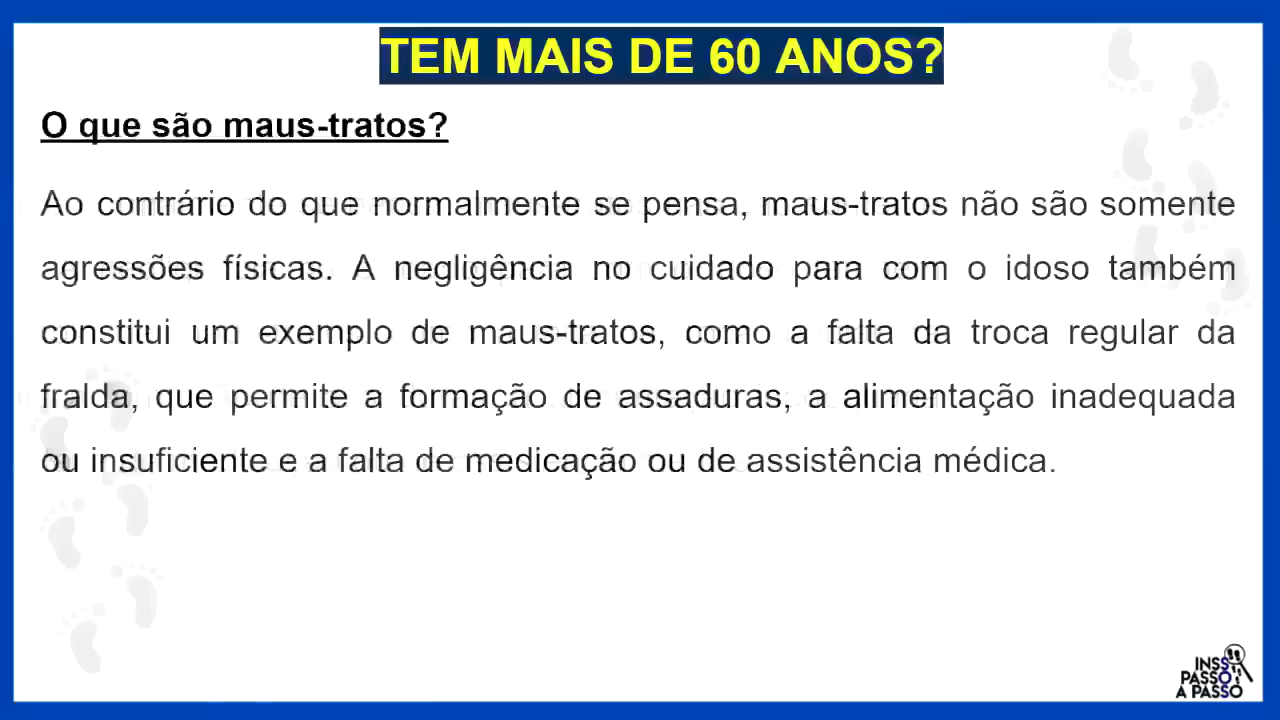 TEM MAIS DE 60 ANOS?
O que são maus-tratos?
Ao contrário do que normalmente se pensa, maus-tratos não são somente
agressões físicas. A negligência no cuidado para com o idoso também
constitui um exemplo de maus-tratos, como a falta da troca regular da
fralda, que permite a formação de assaduras, a alimentação inadequada
ou insuficiente e a falta de medicação ou de assistência médica.
INSS
PASSO
A PASSO